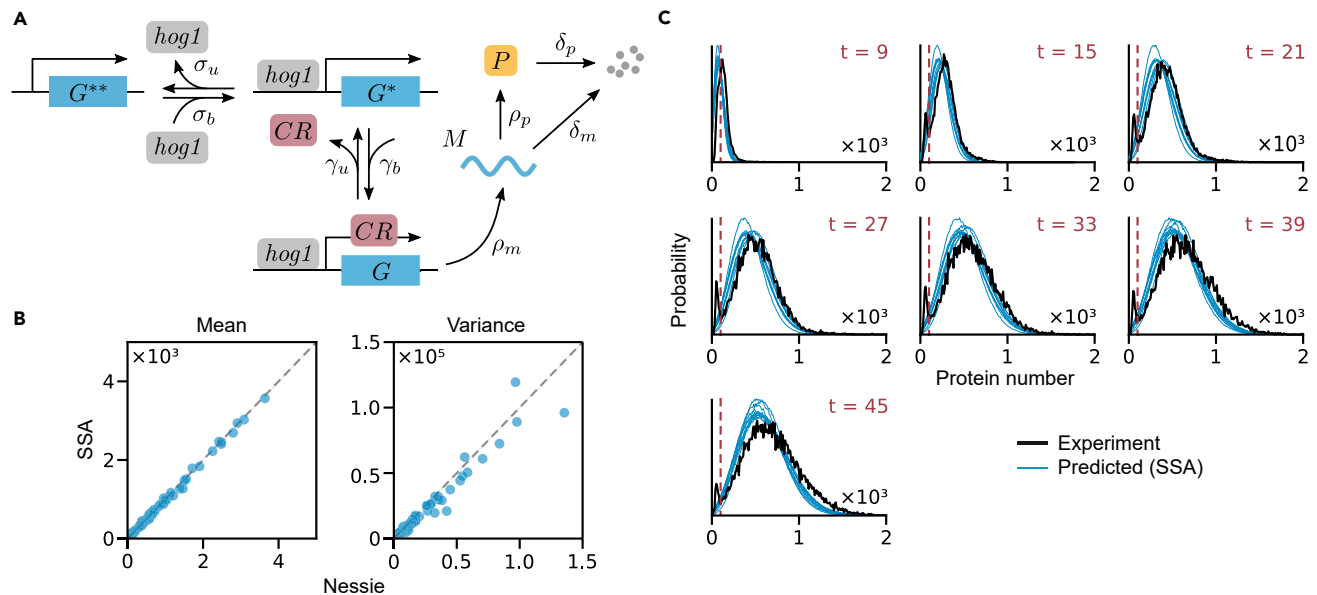 A
hog1
σu
G**
σb
hog1
hog1
G*
CR
γu
γb
hog1
CR
G
ρm
M
P
δp
ρp
δm
B
Mean
×10³
4
2
0
0
2
4
SSA
Variance
1.5
×10⁵
1.0
0.5
0
0
0.5
1.0
1.5
Nessie
C
t = 9
×10³
0
1
2
t = 15
×10³
0
1
2
t = 21
×10³
0
1
2
t = 27
×10³
0
1
2
t = 33
×10³
0
1
2
t = 39
×10³
0
1
2
Probability
Protein number
t = 45
×10³
0
1
2
Experiment
Predicted (SSA)